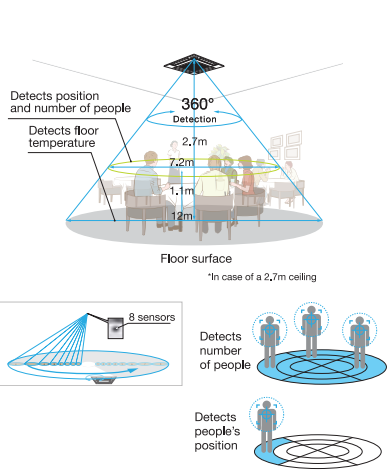 360°
Detection
Detects position
and number of people
Detects floor
temperature
2.7m
7.2m
1.1m
12m
Floor surface
*In case of a 2.7m ceiling
8 sensors
Detects
number
of people
Detects
people's
position